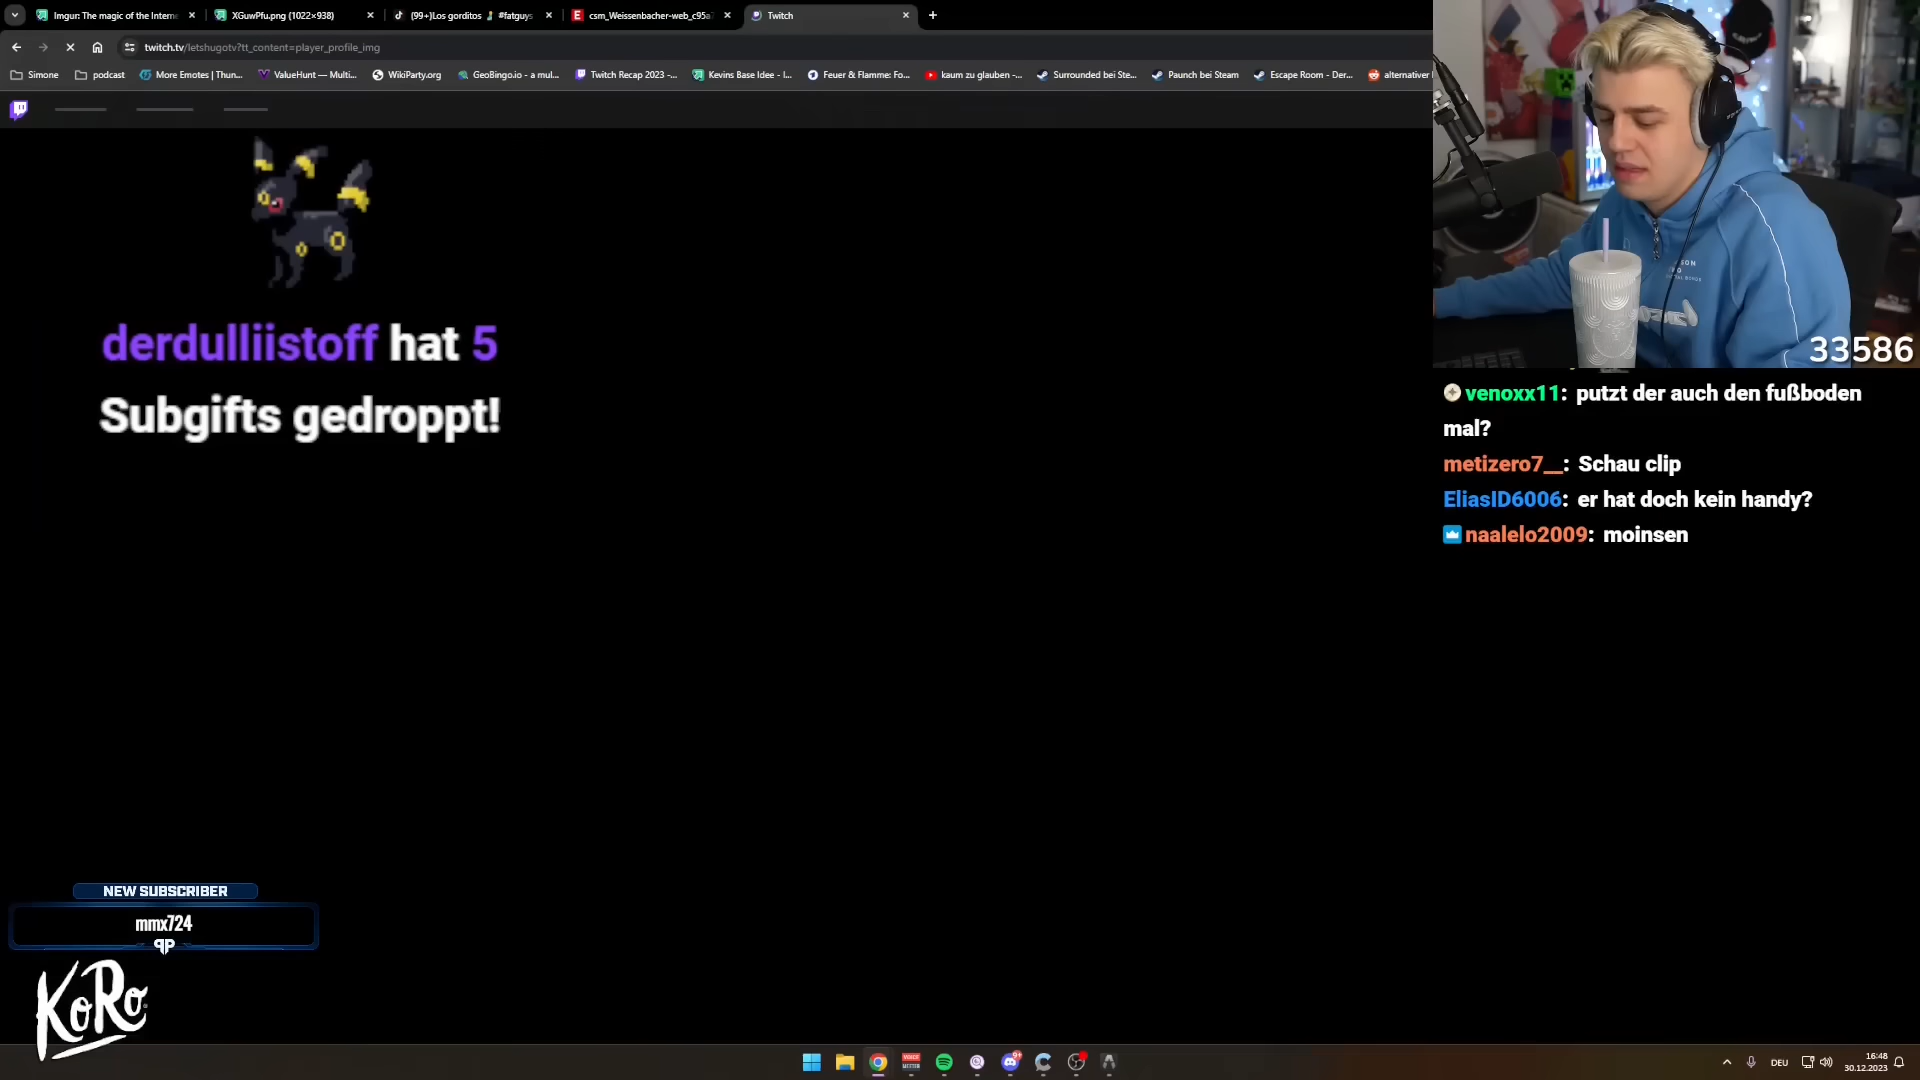 Imgur: The magic of the Interne
XGuwPfu.png (1022×938)
(99+)Los gorditos #fatguys
csm_Weissenbacher-web_c95a
Twitch
twitch.tv/letshugotv?tt_content=player_profile_img
Simone
podcast
More Emotes | Thun...
ValueHunt — Multi...
WikiParty.org
GeoBingo.io - a mul...
Twitch Recap 2023 -...
Kevins Base Idee - I...
Feuer & Flamme: Fo...
kaum zu glauben -...
Surrounded bei Ste...
Paunch bei Steam
Escape Room - Der...
alternativer
derdulliistoff hat 5
Subgifts gedroppt!
33586
venoxx11: putzt der auch den fußboden
mal?
metizero7__: Schau clip
EliasID6006: er hat doch kein handy?
naalelo2009: moinsen
NEW SUBSCRIBER
mmx724
KoRo
VOICE
MEETER
DEU
16:48
30.12.2023